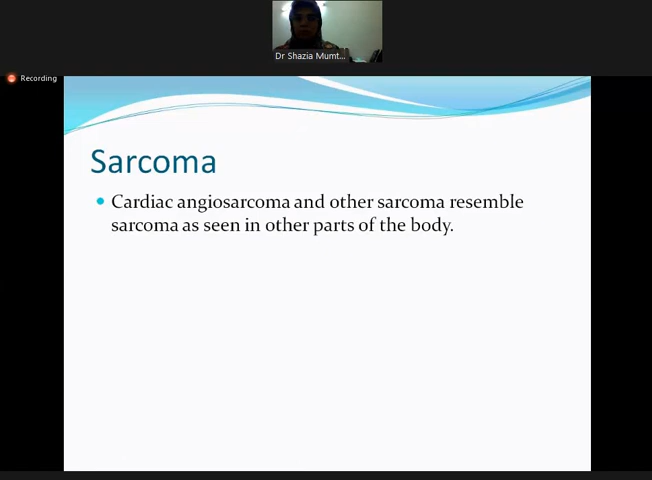 Dr Shazia Mumt...
Recording
Sarcoma
Cardiac angiosarcoma and other sarcoma resemble
sarcoma as seen in other parts of the body.